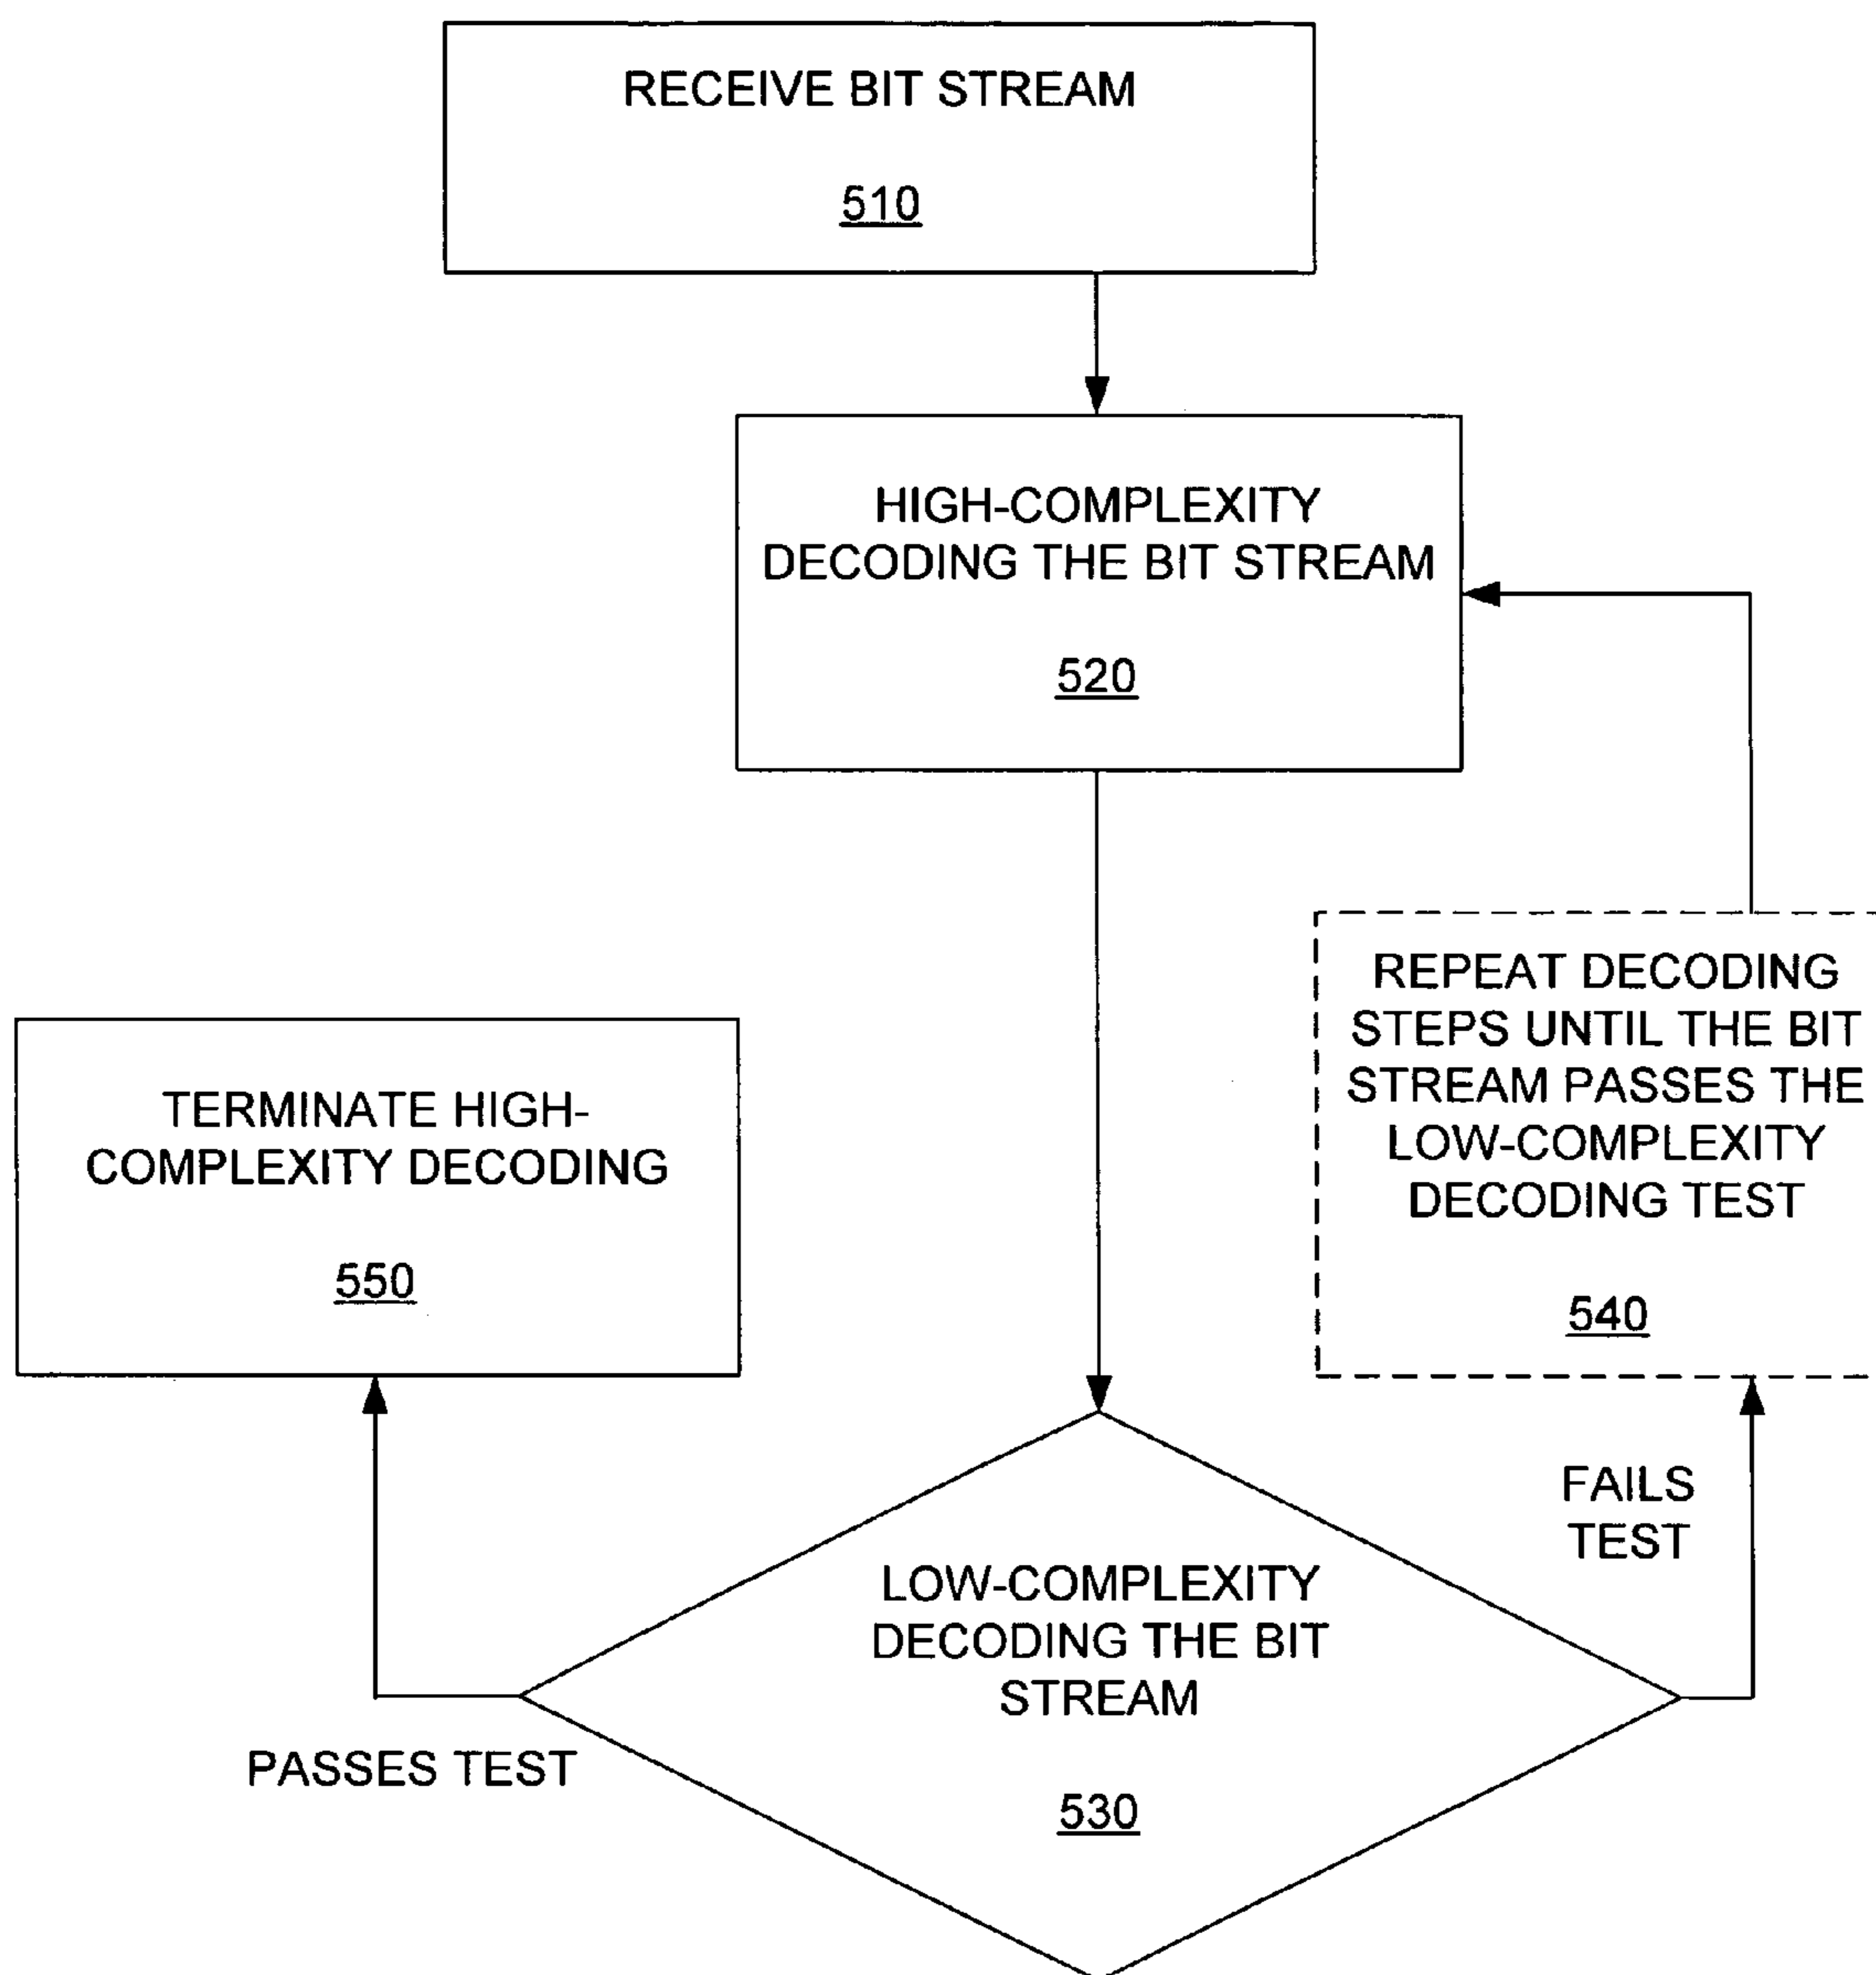 RECEIVE BIT STREAM
510
HIGH-COMPLEXITY
DECODING THE BIT STREAM
520
REPEAT DECODING
STEPS UNTIL THE BIT
STREAM PASSES THE
LOW-COMPLEXITY
DECODING TEST
540
TERMINATE HIGH-
COMPLEXITY DECODING
550
FAILS
TEST
LOW-COMPLEXITY
DECODING THE BIT
STREAM
530
PASSES TEST